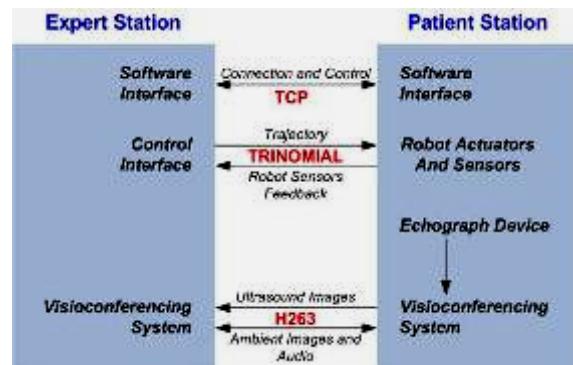 Expert Station
Patient Station
Software
Interface
Connection and Control
TCP
Software
Interface
Control
Interface
Trajectory
TRINOMIAL
Robot Sensors
Feedback
Robot Actuators
And Sensors
Echograph Device
Visioconferencing
System
Ultrasound Images
H263
Ambient Images and
Audio
Visioconferencing
System